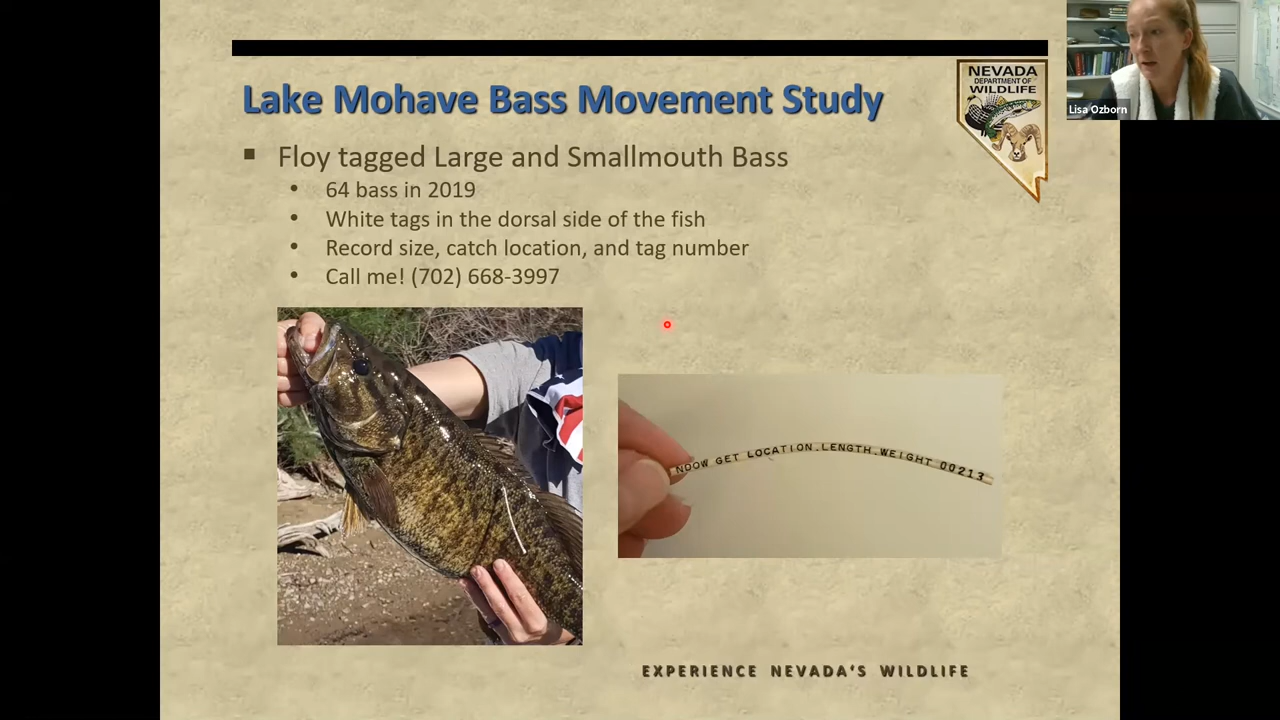 Lake Mohave Bass Movement Study
NEVADA
DEPARTMENT OF
WILDLIFE
Lisa Ozborn
Floy tagged Large and Smallmouth Bass
64 bass in 2019
White tags in the dorsal side of the fish
Record size, catch location, and tag number
Call me! (702) 668-3997
NDOW GET LOCATION.LENGTH.WEIGHT 00213
EXPERIENCE NEVADA'S WILDLIFE